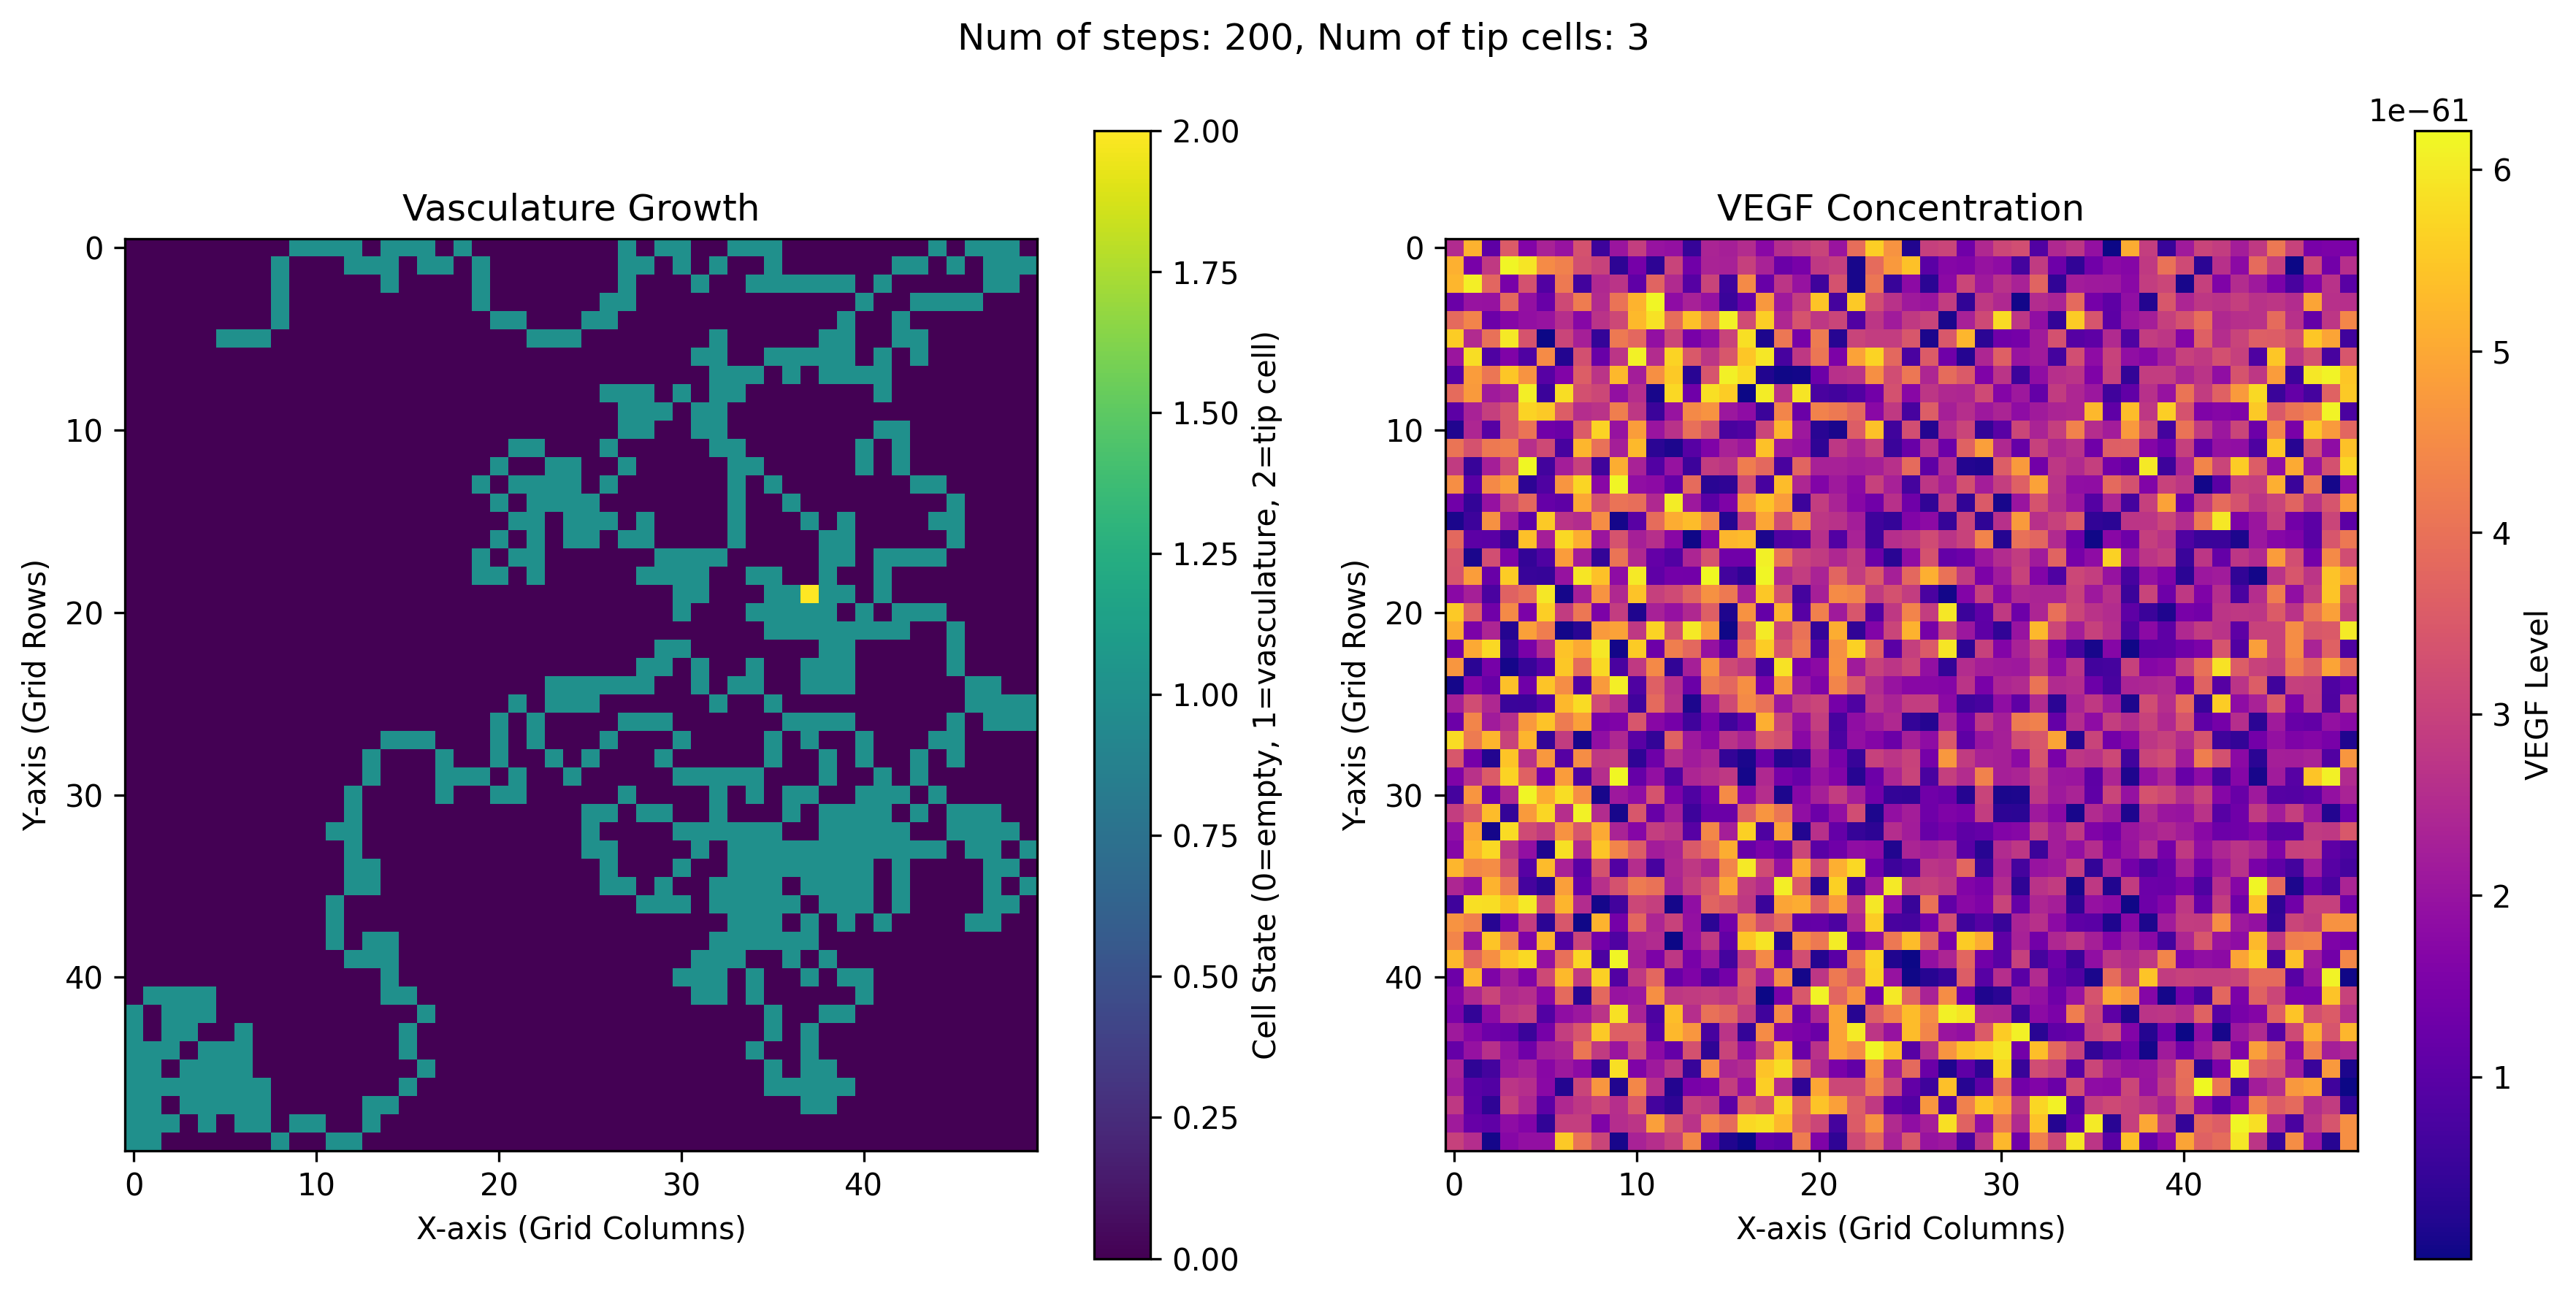 Num of steps: 200, Num of tip cells: 3
Vasculature Growth
0
10
20
30
40
Y-axis (Grid Rows)
0 10 20 30 40
X-axis (Grid Columns)
2.00
1.75
1.50
1.25
1.00
0.75
0.50
0.25
0.00
Cell State (0=empty, 1=vasculature, 2=tip cell)
VEGF Concentration
0
10
20
30
40
Y-axis (Grid Rows)
0 10 20 30 40
X-axis (Grid Columns)
1e−61
6
5
4
3
2
1
VEGF Level